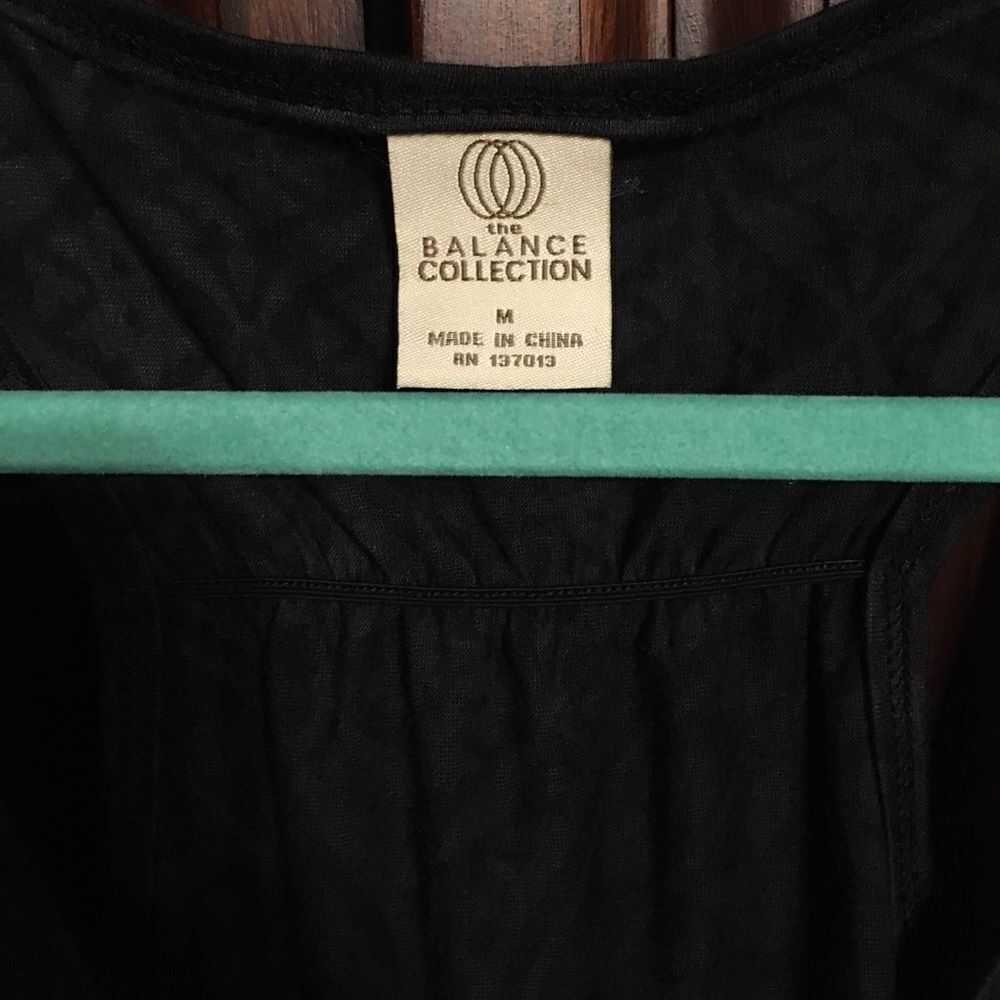 the
BALANCE
COLLECTION
M
MADE IN CHINA
RN 137013